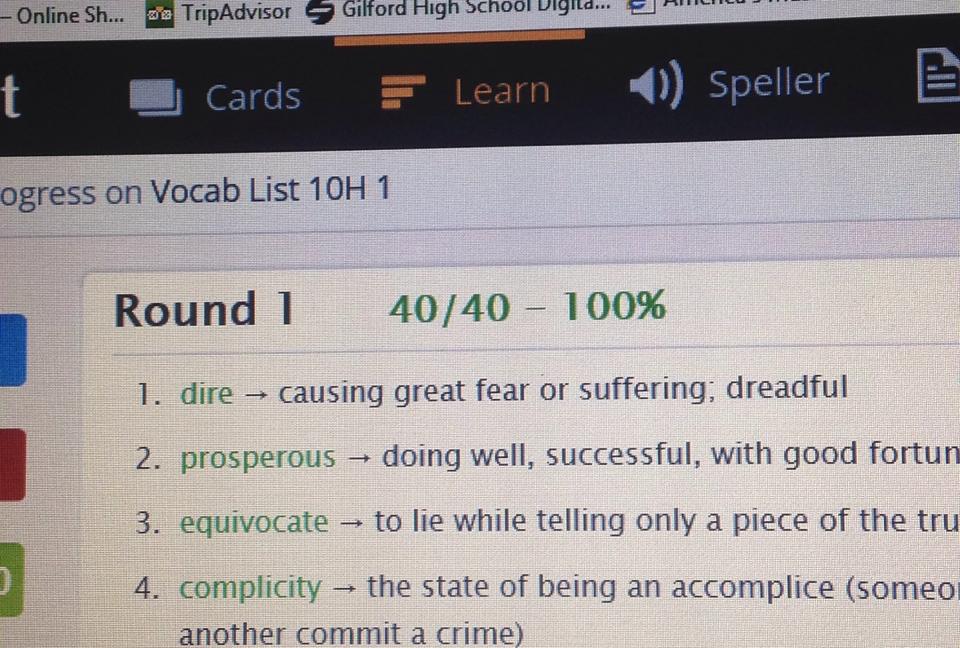 – Online Sh... TripAdvisor Gilford High School Digita...
t Cards Learn Speller
ogress on Vocab List 10H 1
Round 1 40/40 – 100%
1. dire → causing great fear or suffering; dreadful
2. prosperous → doing well, successful, with good fortun
3. equivocate → to lie while telling only a piece of the tru
4. complicity → the state of being an accomplice (someo
another commit a crime)